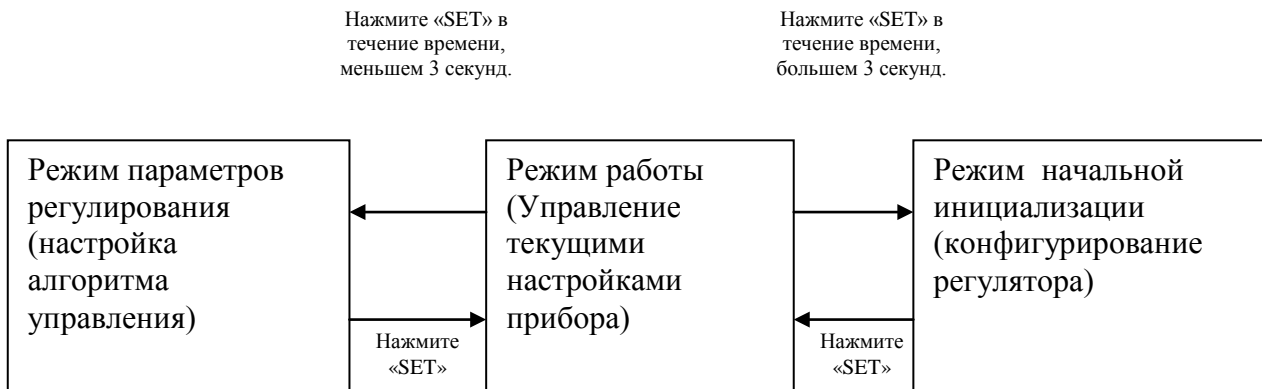 Нажмите «SET» в
течение времени,
меньшем 3 секунд.
Нажмите «SET» в
течение времени,
большем 3 секунд.
Режим параметров
регулирования
(настройка
алгоритма
управления)
Режим работы
(Управление
текущими
настройками
прибора)
Режим начальной
инициализации
(конфигурирование
регулятора)
Нажмите
«SET»
Нажмите
«SET»